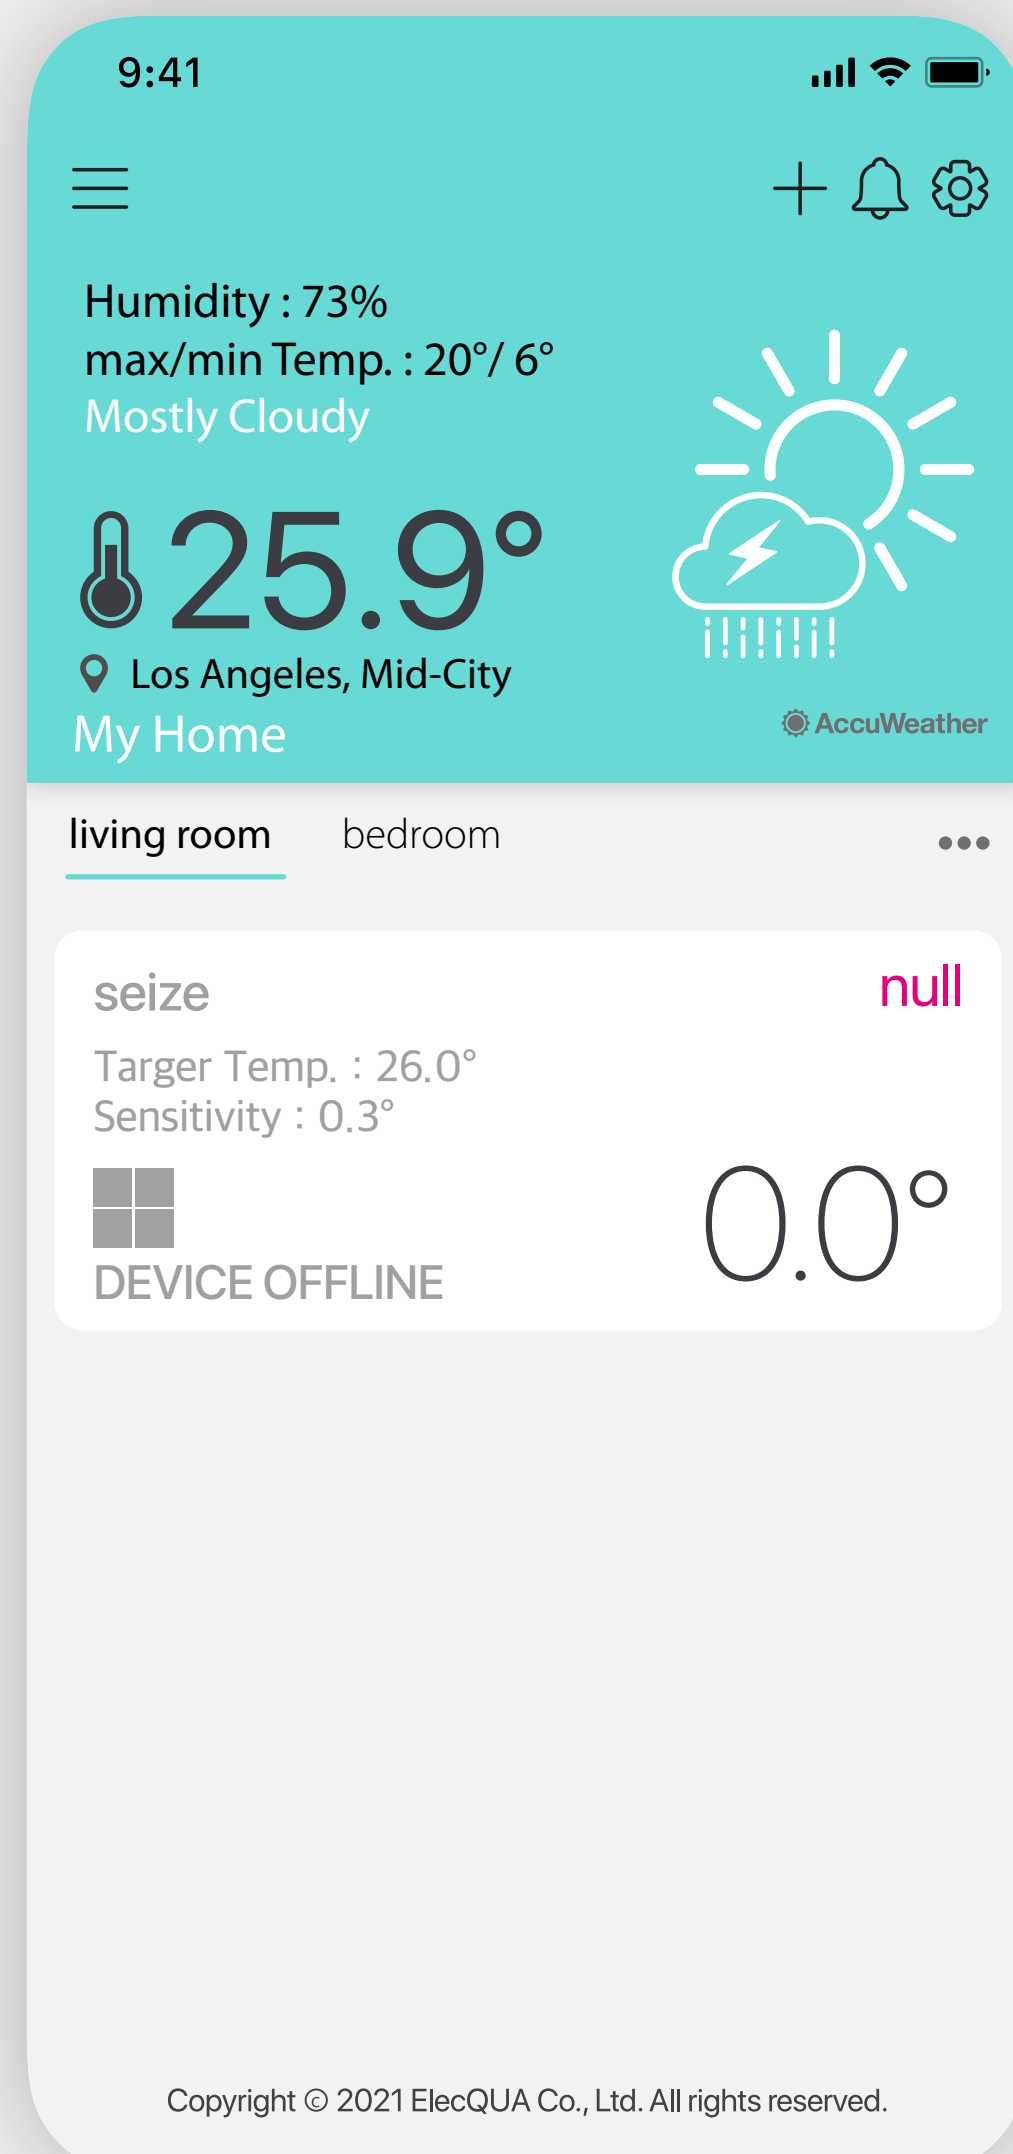 9:41
Humidity : 73%
max/min Temp. : 20°/ 6°
Mostly Cloudy
25.9°
Los Angeles, Mid-City
My Home
AccuWeather
living room bedroom
seize null
Targer Temp. : 26.0°
Sensitivity : 0.3°
0.0°
DEVICE OFFLINE
Copyright © 2021 ElecQUA Co., Ltd. All rights reserved.